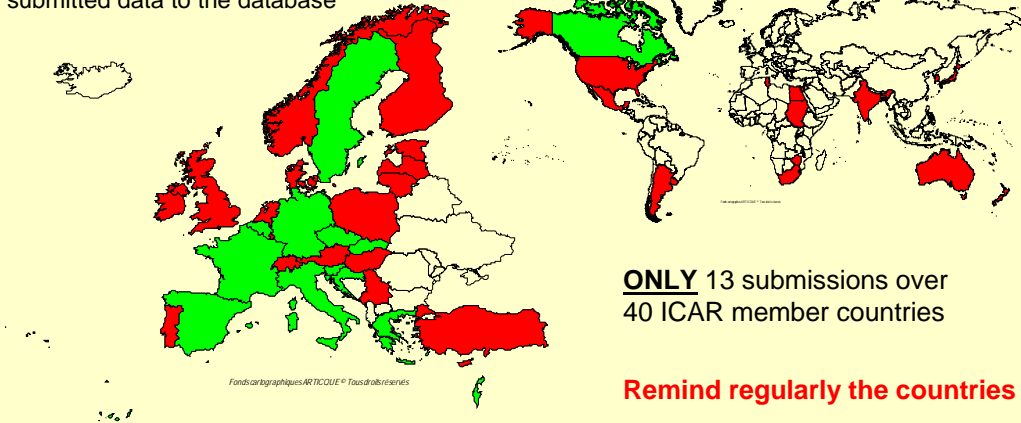 submitted data to the database
ONLY 13 submissions over
40 ICAR member countries
Fonds cartographiques ARTICQUE © Tous droits réservés
Remind regularly the countries